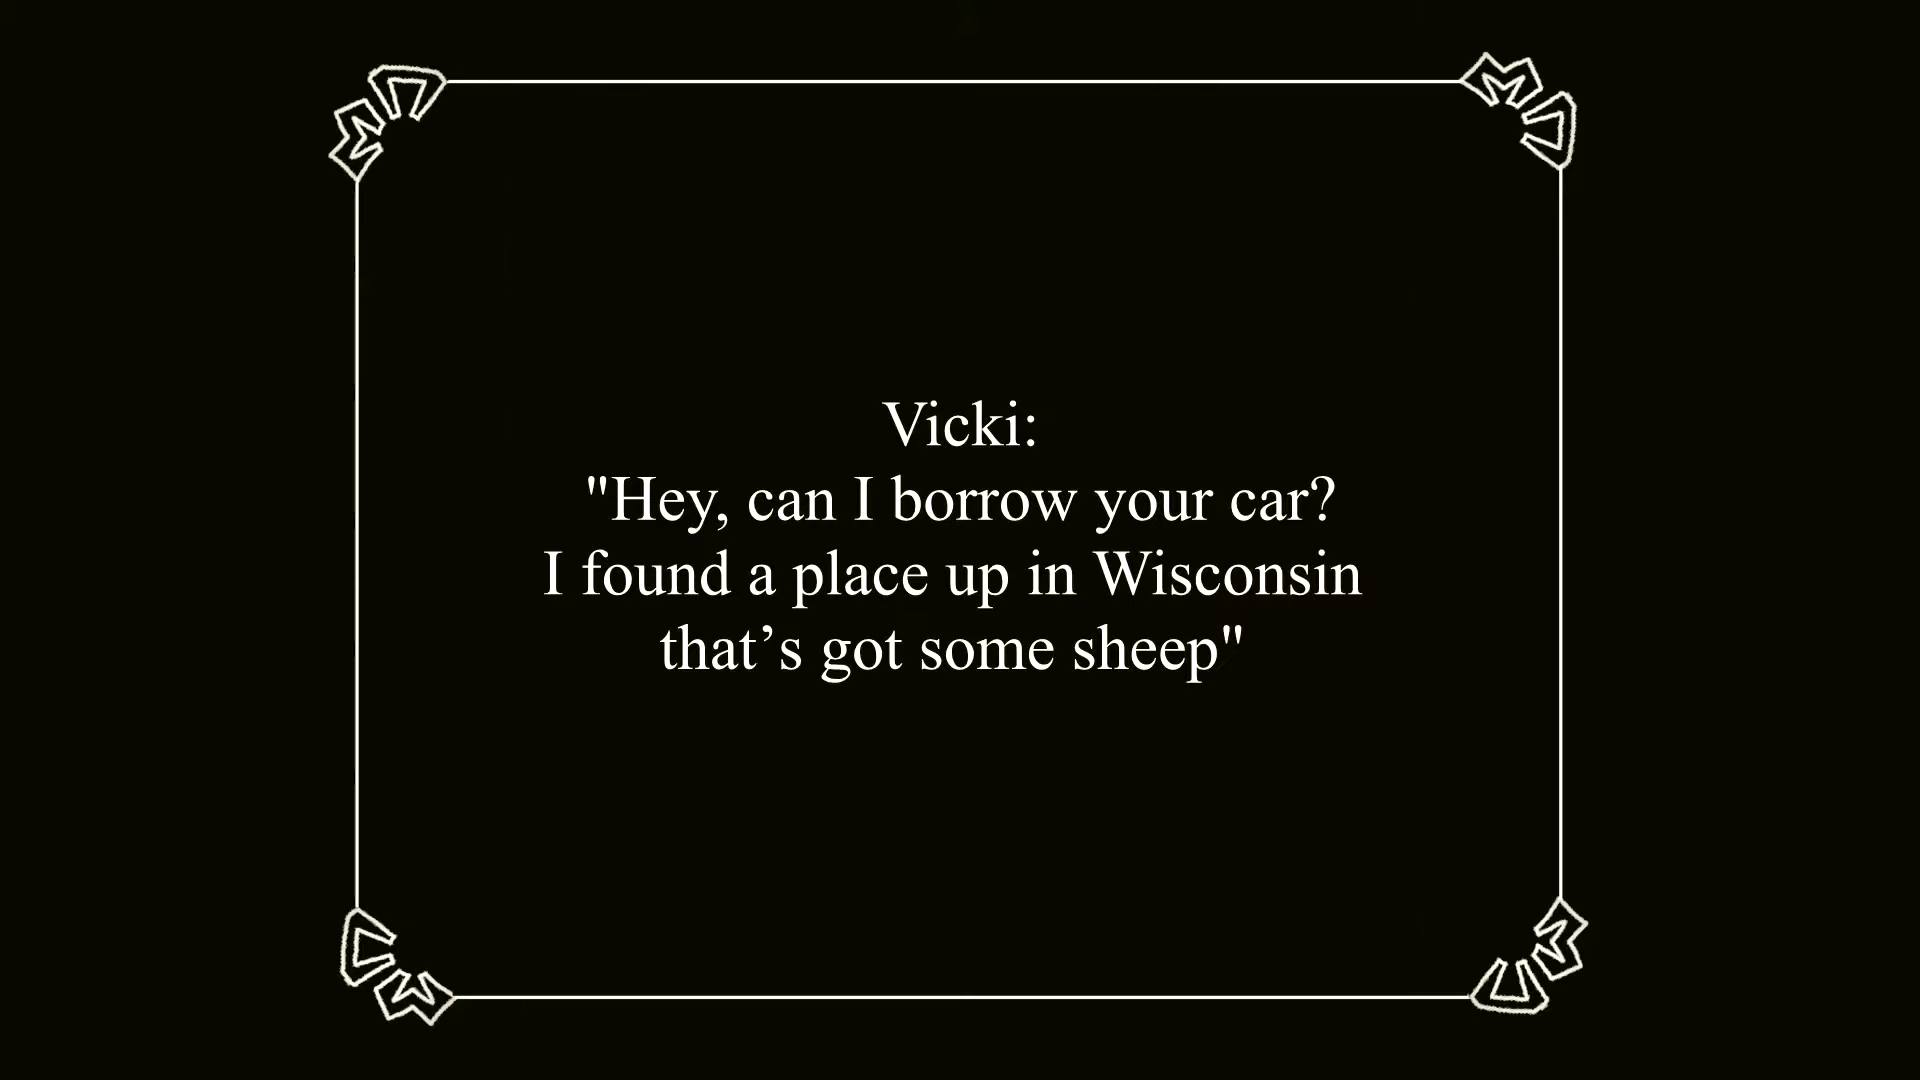 Vicki:
"Hey, can I borrow your car?
I found a place up in Wisconsin
that’s got some sheep"